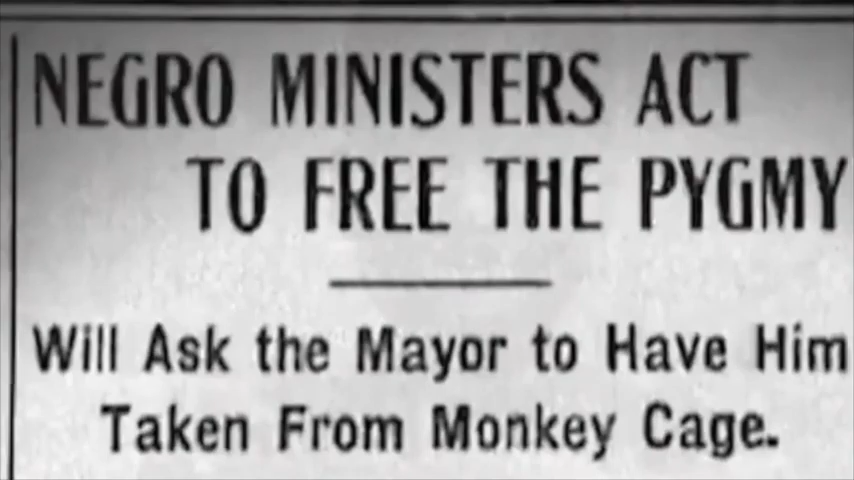 NEGRO MINISTERS ACT
TO FREE THE PYGMY
Will Ask the Mayor to Have Him
Taken From Monkey Cage.